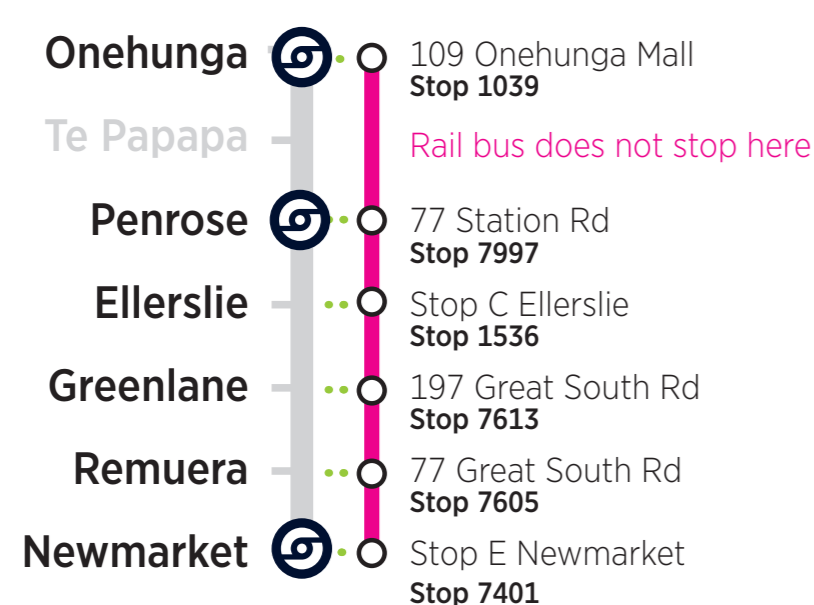 Onehunga
109 Onehunga Mall
Stop 1039
Te Papapa
Rail bus does not stop here
Penrose
77 Station Rd
Stop 7997
Ellerslie
Stop C Ellerslie
Stop 1536
Greenlane
197 Great South Rd
Stop 7613
Remuera
77 Great South Rd
Stop 7605
Newmarket
Stop E Newmarket
Stop 7401